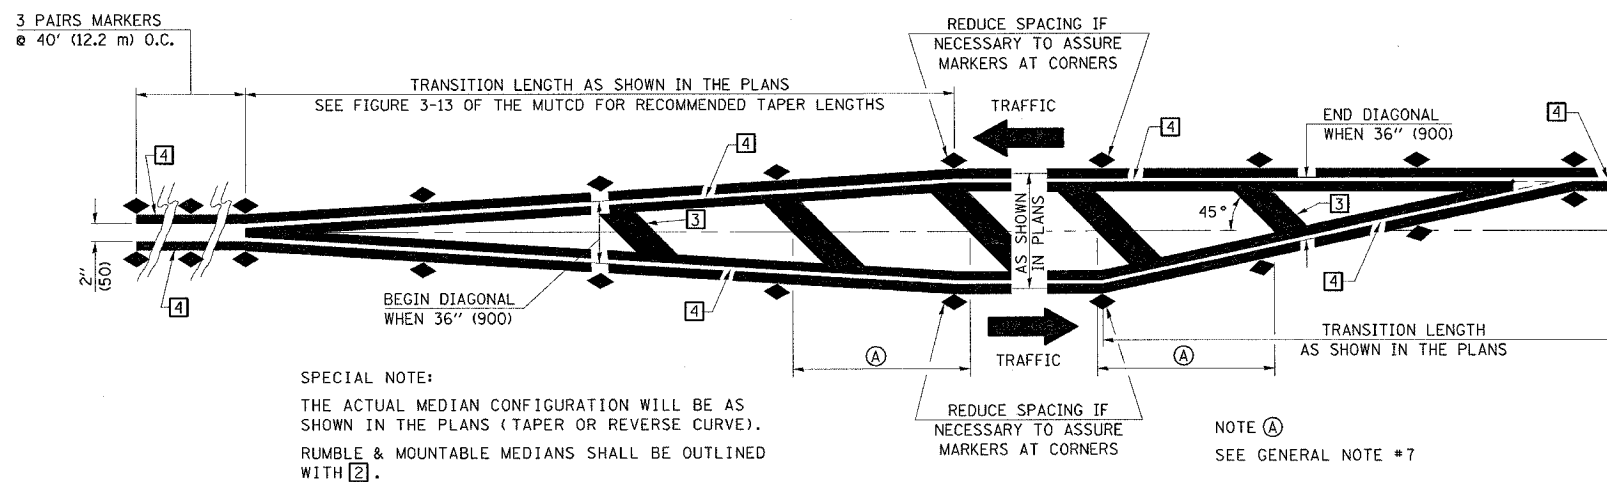 3 PAIRS MARKERS
@ 40' (12.2 m) O.C.
TRANSITION LENGTH AS SHOWN IN THE PLANS
SEE FIGURE 3-13 OF THE MUTCD FOR RECOMMENDED TAPER LENGTHS
REDUCE SPACING IF
NECESSARY TO ASSURE
MARKERS AT CORNERS
TRAFFIC
END DIAGONAL
WHEN 36" (900)
4
4
4
4
3
3
45°
AS SHOWN
IN PLANS
2"
(50)
4
4
4
BEGIN DIAGONAL
WHEN 36" (900)
A
A
TRAFFIC
TRANSITION LENGTH
AS SHOWN IN THE PLANS
SPECIAL NOTE:
THE ACTUAL MEDIAN CONFIGURATION WILL BE AS
SHOWN IN THE PLANS (TAPER OR REVERSE CURVE).
RUMBLE & MOUNTABLE MEDIANS SHALL BE OUTLINED
WITH 2.
REDUCE SPACING IF
NECESSARY TO ASSURE
MARKERS AT CORNERS
NOTE A
SEE GENERAL NOTE #7